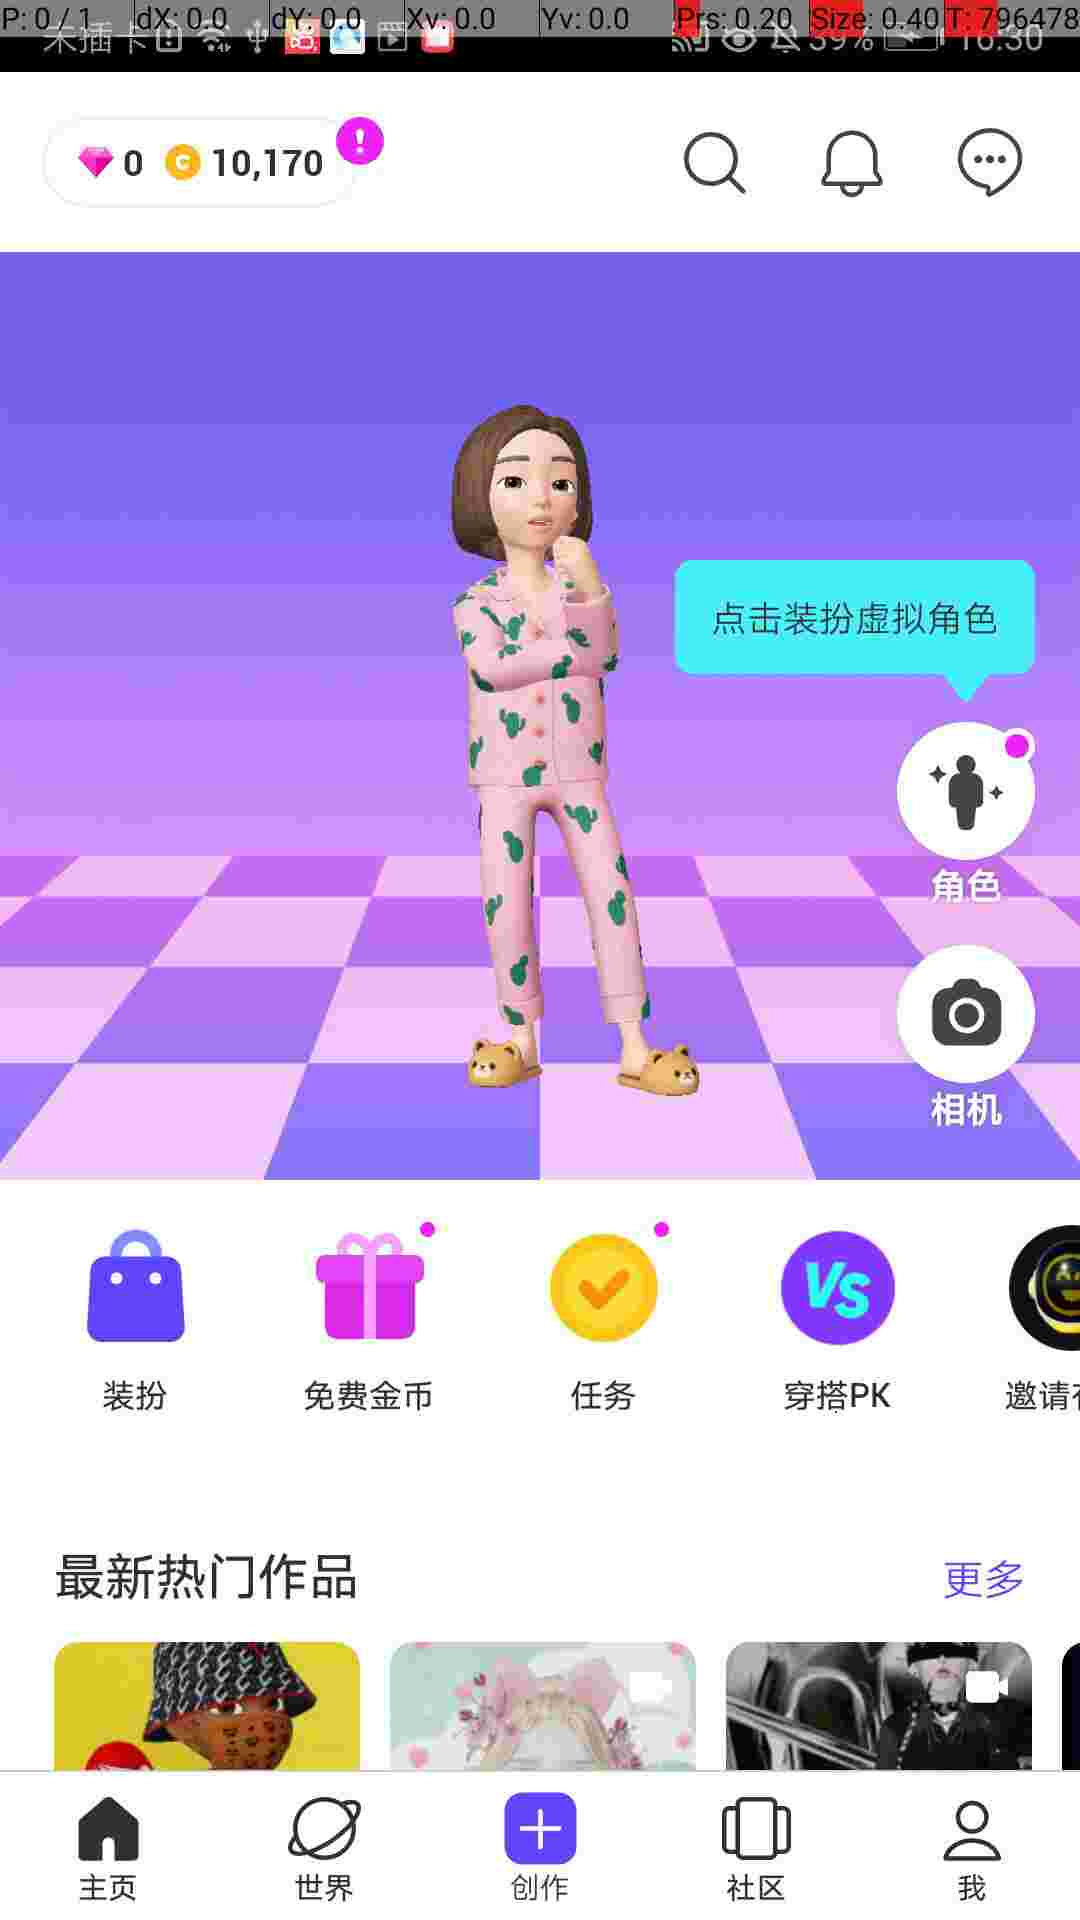 P: 0 / 1 dX: 0.0 dY: 0.0 Xv: 0.0 Yv: 0.0 Prs: 0.20 Size: 0.40 T: 796478
未插卡 39% 16:30
0 10,170
点击装扮虚拟角色
角色
相机
VS
装扮 免费金币 任务 穿搭PK 邀请
最新热门作品 更多
主页 世界 创作 社区 我